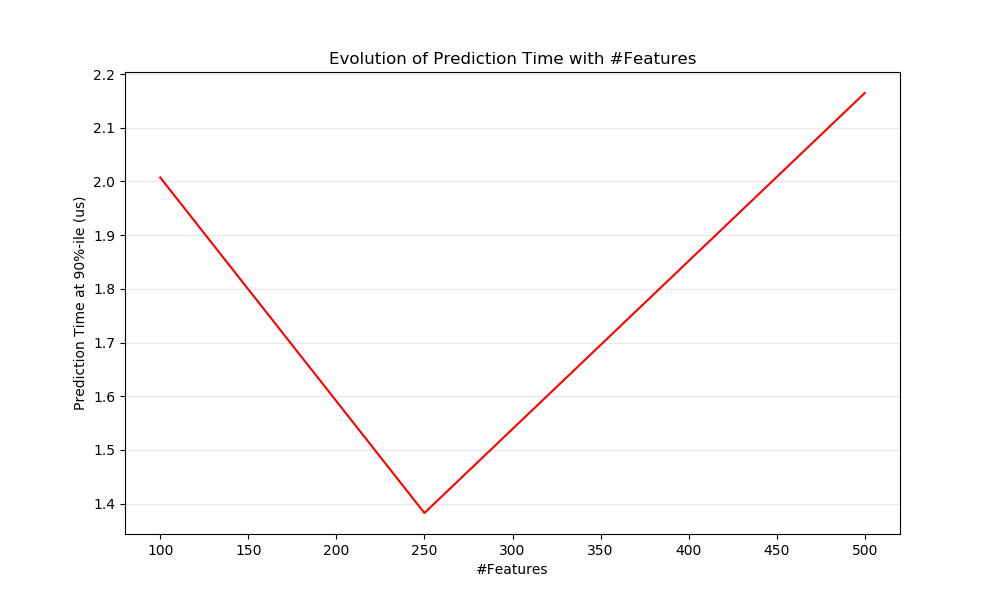 Evolution of Prediction Time with #Features
Prediction Time at 90%-ile (us)
2.2
2.1
2.0
1.9
1.8
1.7
1.6
1.5
1.4
100 150 200 250 300 350 400 450 500
#Features